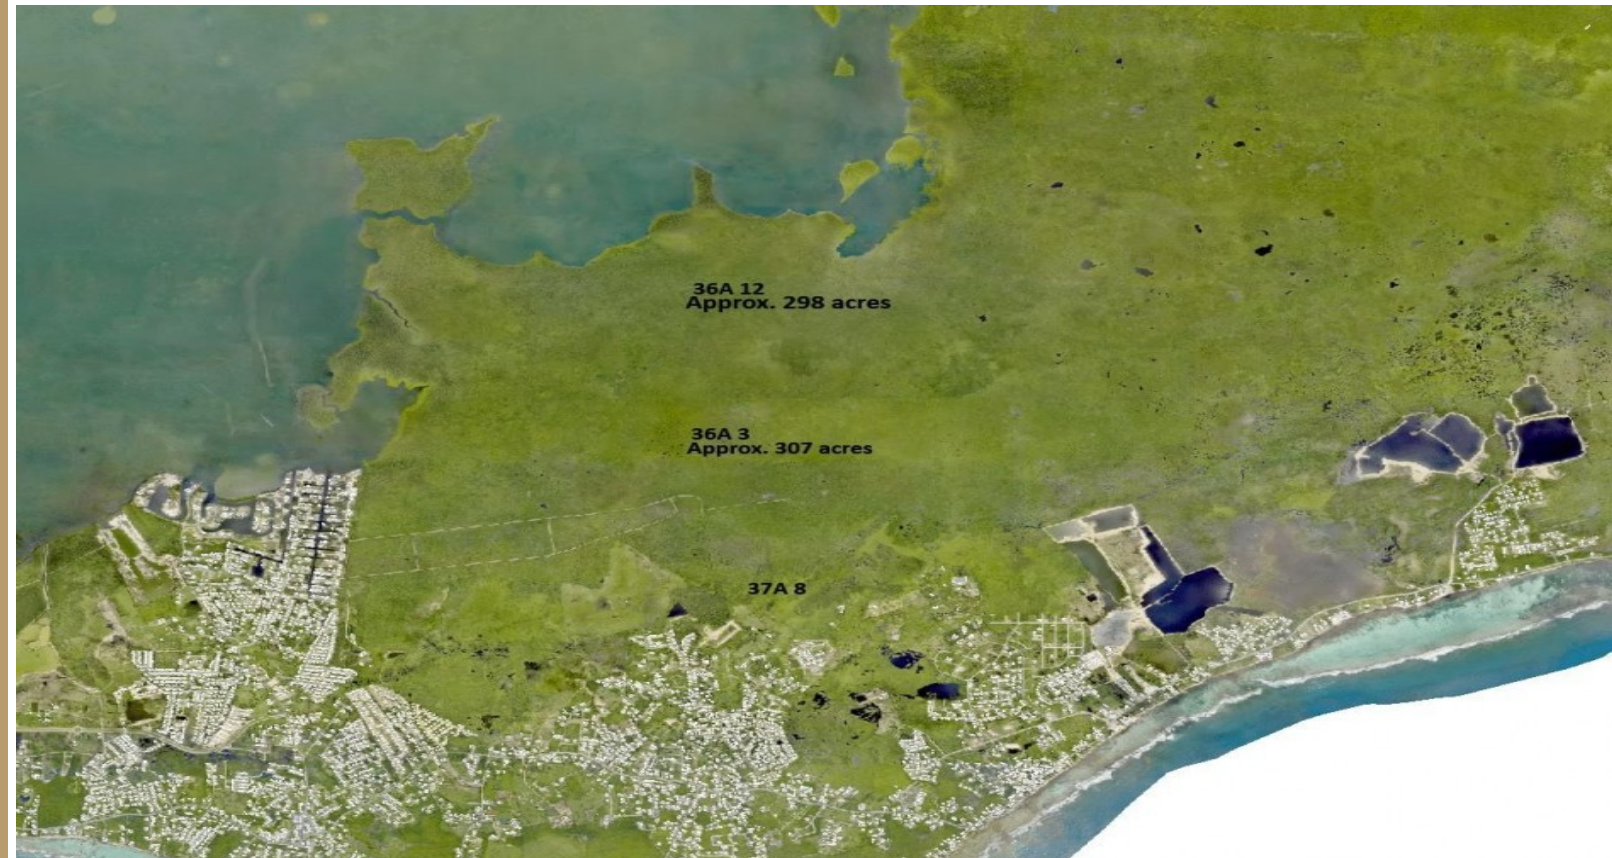 36A 12
Approx. 298 acres
36A 3
Approx. 307 acres
37A 8